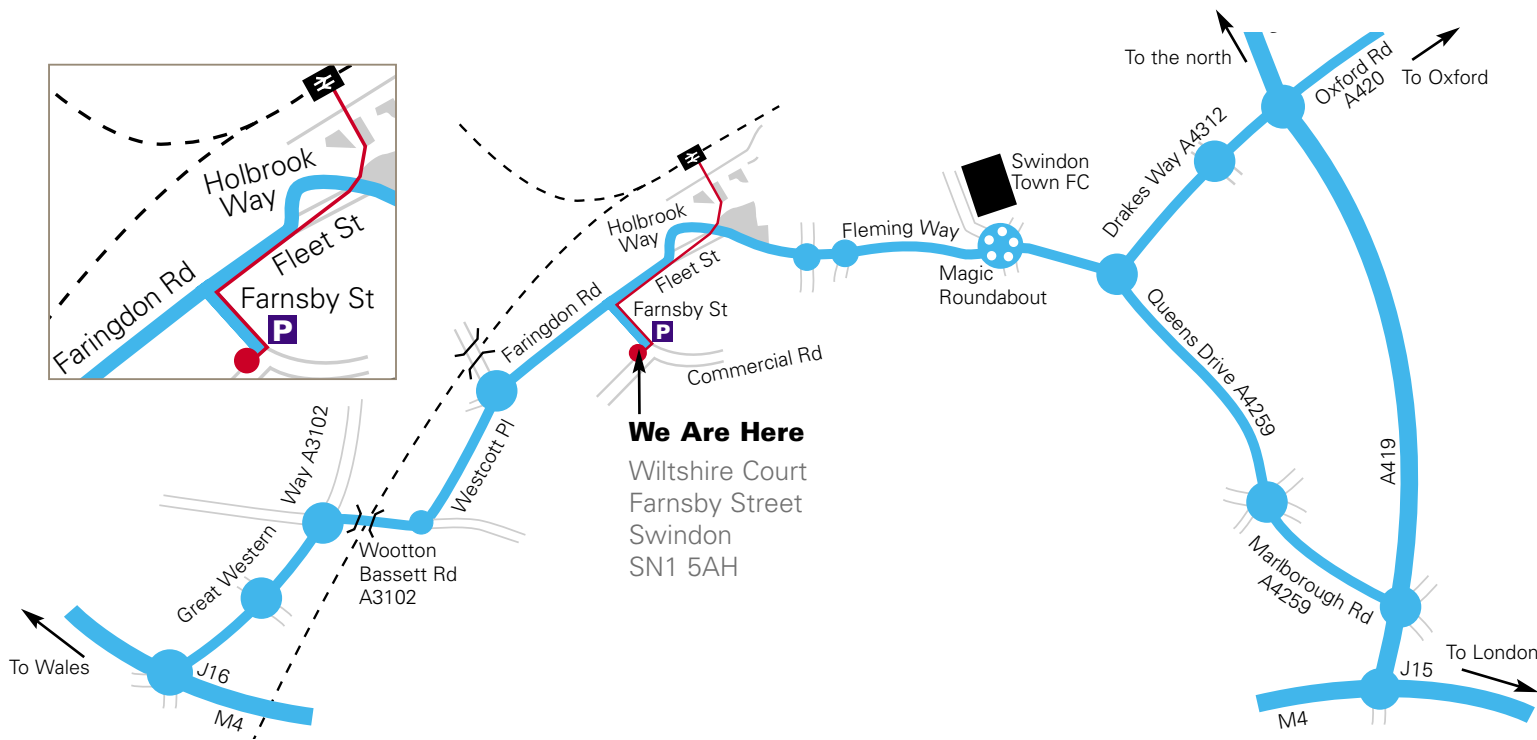 Holbrook
Way
Fleet St
Faringdon Rd
Farnsby St
P
To the north
Oxford Rd
A420
To Oxford
Drakes Way A4312
Swindon
Town FC
Holbrook
Way
Fleming Way
Magic
Roundabout
Fleet St
Faringdon Rd
Farnsby St
P
Commercial Rd
Queens Drive A4259
A419
We Are Here
Wiltshire Court
Farnsby Street
Swindon
SN1 5AH
Westcott Pl
Way A3102
Great Western
Wootton
Bassett Rd
A3102
Marlborough Rd
A4259
To Wales
J16
M4
To London
J15
M4